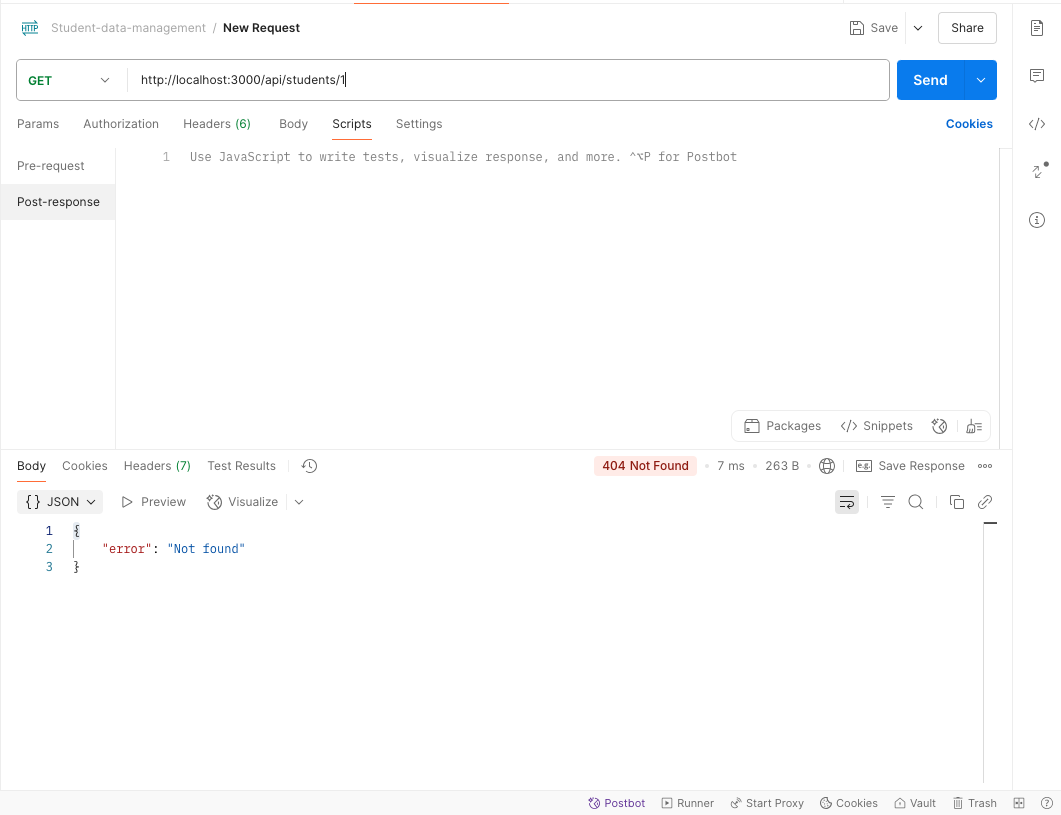 HTTP Student-data-management / New Request Save Share
GET http://localhost:3000/api/students/1 Send
Params Authorization Headers (6) Body Scripts Settings Cookies
Pre-request
Post-response
1 Use JavaScript to write tests, visualize response, and more. ^⌥P for Postbot
Packages </> Snippets
Body Cookies Headers (7) Test Results 404 Not Found • 7 ms • 263 B e.g. Save Response
{} JSON Preview Visualize
1 {
2 "error": "Not found"
3 }
Postbot Runner Start Proxy Cookies Vault Trash